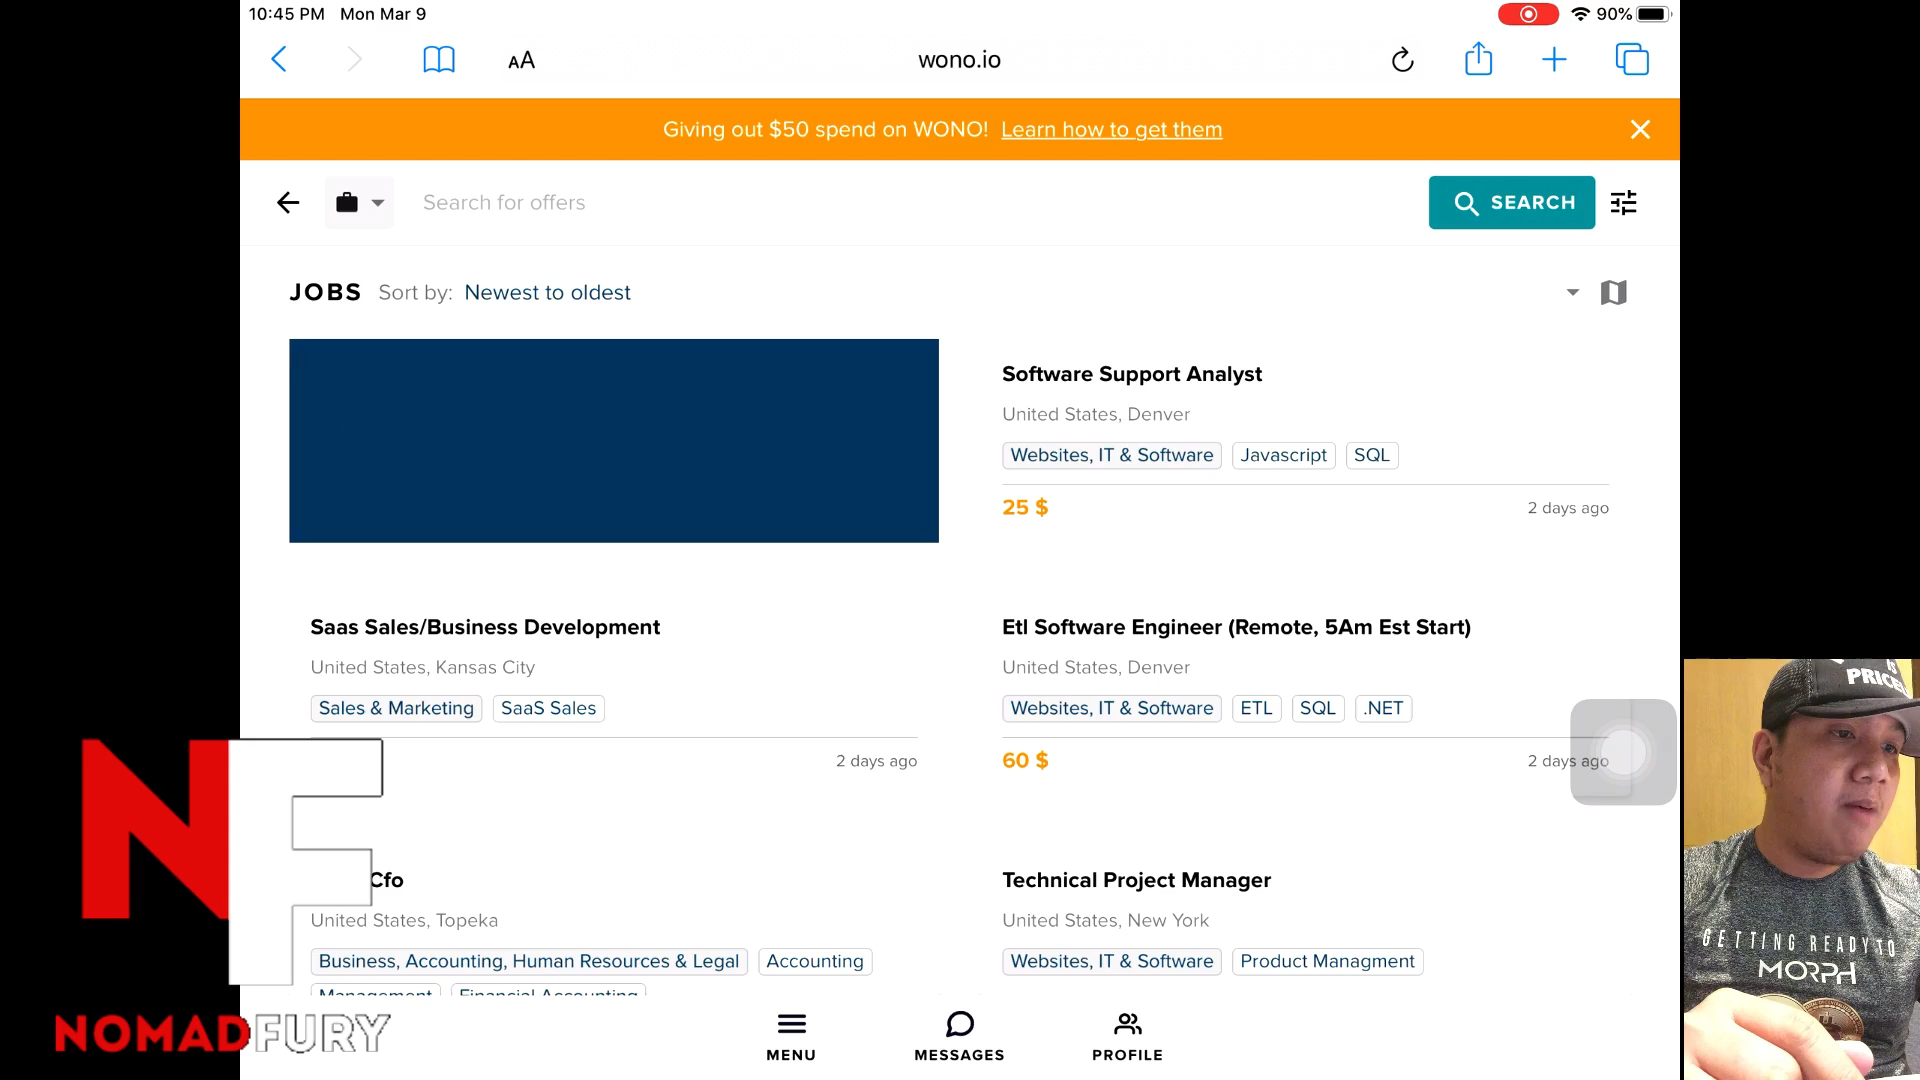 10:45 PM Mon Mar 9
90%
AA
wono.io
Giving out $50 spend on WONO! Learn how to get them
Search for offers
SEARCH
JOBS Sort by: Newest to oldest
Software Support Analyst
United States, Denver
Websites, IT & Software Javascript SQL
25 $ 2 days ago
Saas Sales/Business Development
United States, Kansas City
Sales & Marketing SaaS Sales
2 days ago
Etl Software Engineer (Remote, 5Am Est Start)
United States, Denver
Websites, IT & Software ETL SQL .NET
60 $ 2 days ago
Cfo
United States, Topeka
Business, Accounting, Human Resources & Legal Accounting
Management Financial Accounting
Technical Project Manager
United States, New York
Websites, IT & Software Product Managment
MENU
MESSAGES
PROFILE
NF
NOMADFURY
PRICE
GETTING READY TO
MORPH